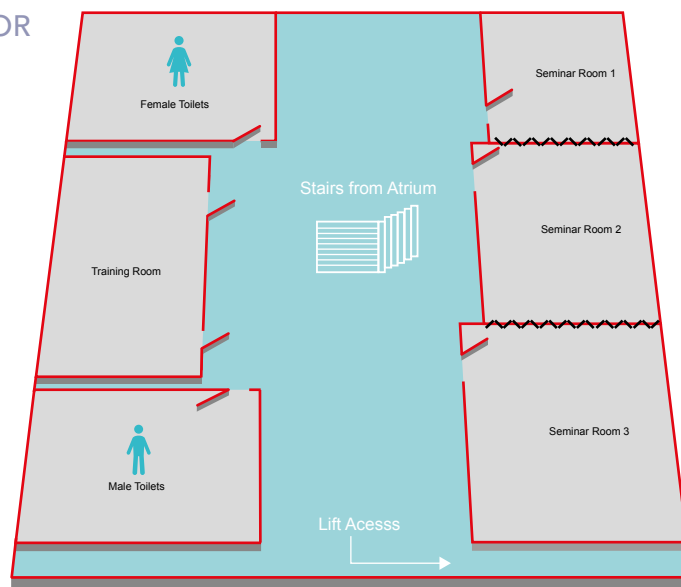 OR
Female Toilets
Seminar Room 1
Stairs from Atrium
Seminar Room 2
Training Room
Seminar Room 3
Male Toilets
Lift Acesss